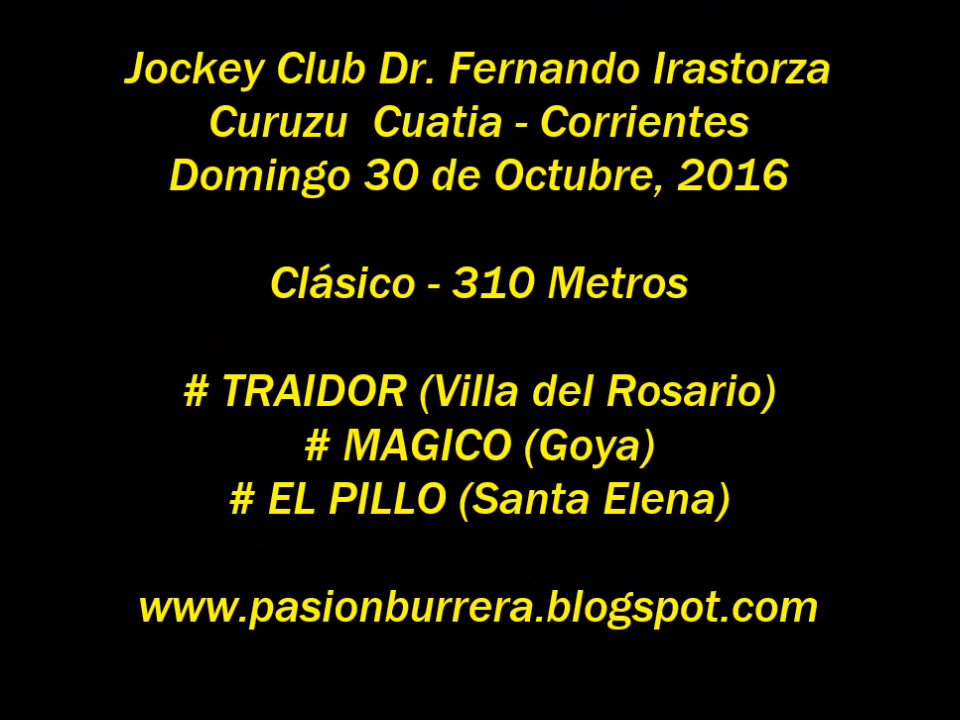 Jockey Club Dr. Fernando Irastorza
Curuzu Cuatia - Corrientes
Domingo 30 de Octubre, 2016
Clásico - 310 Metros
# TRAIDOR (Villa del Rosario)
# MAGICO (Goya)
# EL PILLO (Santa Elena)
www.pasionburrera.blogspot.com